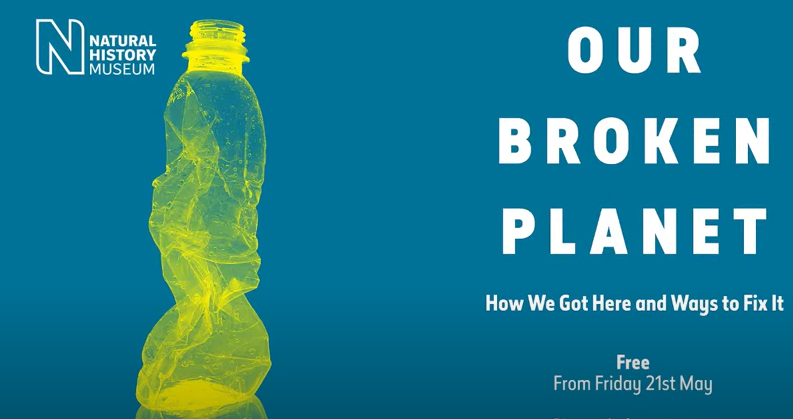 NATURAL
HISTORY
MUSEUM
OUR
BROKEN
PLANET
How We Got Here and Ways to Fix It
Free
From Friday 21st May